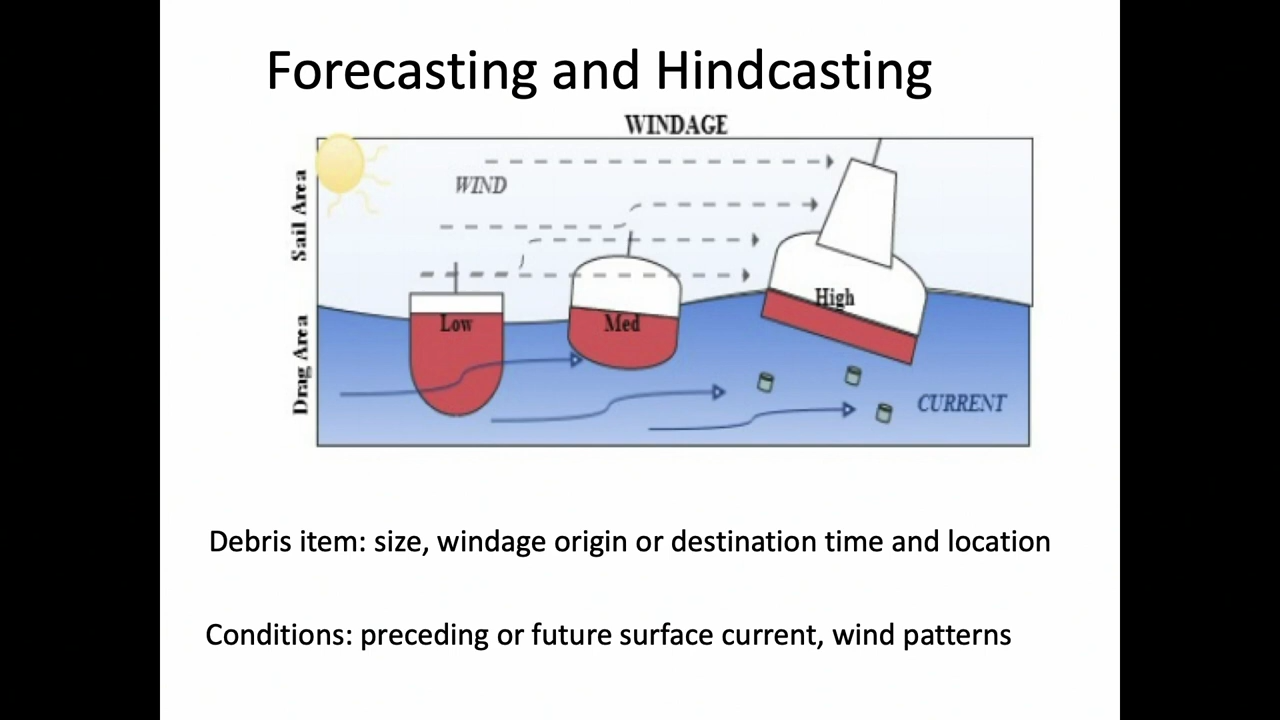 Forecasting and Hindcasting
WINDAGE
Sail Area
WIND
Low
Med
High
Drag Area
CURRENT
Debris item: size, windage origin or destination time and location
Conditions: preceding or future surface current, wind patterns